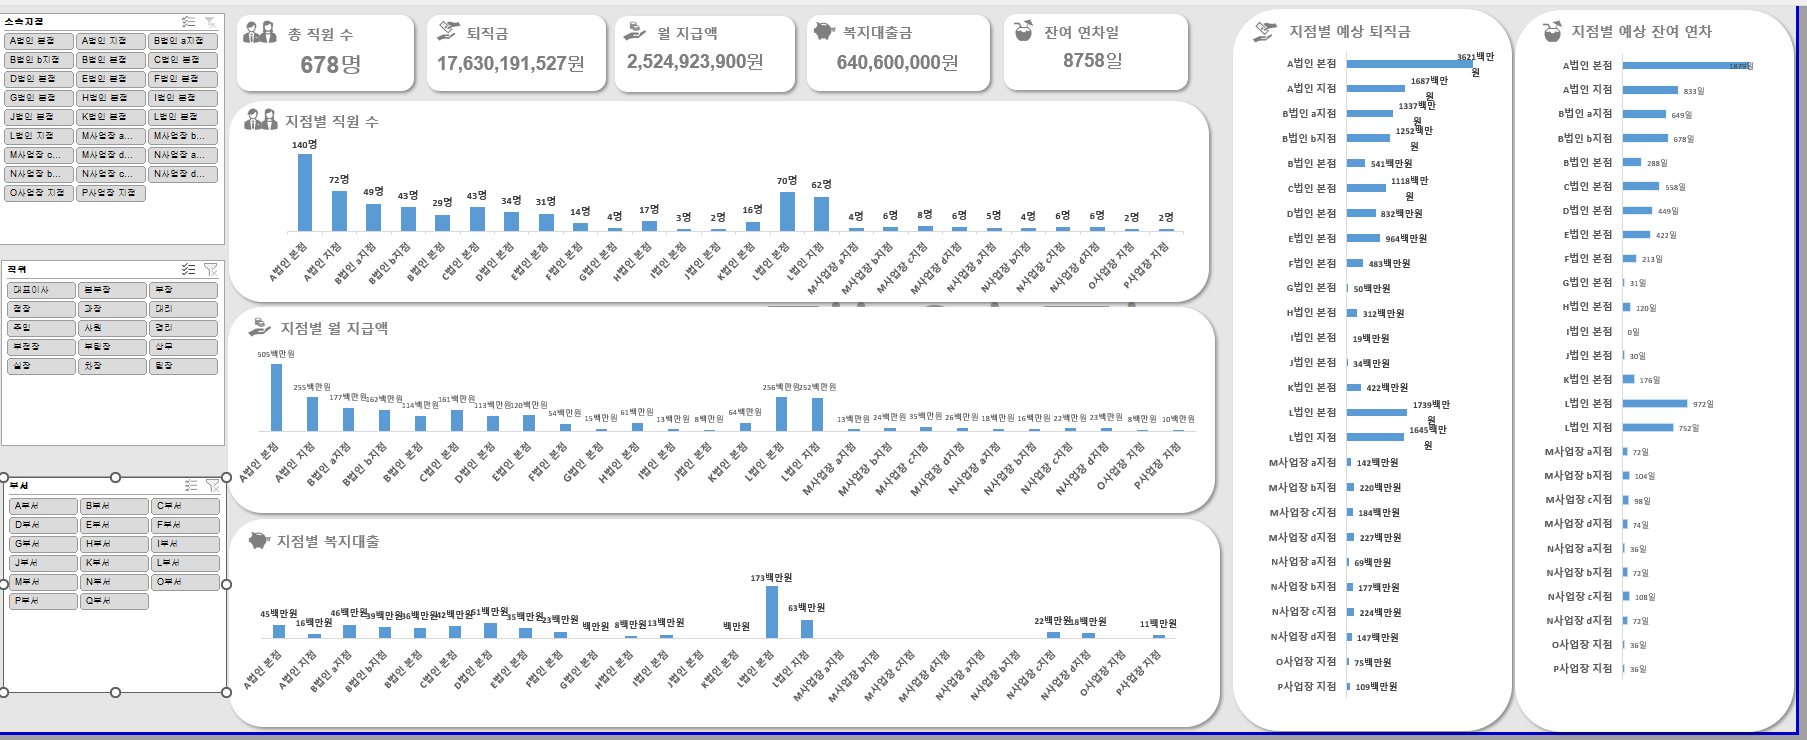 소속지점
A법인 본점 A법인 지점 B법인 a지점
B법인 b지점 B법인 본점 C법인 본점
D법인 본점 E법인 본점 F법인 본점
G법인 본점 H법인 본점 I법인 본점
J법인 본점 K법인 본점 L법인 본점
L법인 지점 M사업장 a... M사업장 b...
M사업장 c... M사업장 d... N사업장 a...
N사업장 b... N사업장 c... N사업장 d...
O사업장 지점 P사업장 지점
직위
대표이사 본부장 부장
점장 과장 대리
주임 사원 경리
부점장 부팀장 상무
실장 차장 팀장
부서
A부서 B부서 C부서
D부서 E부서 F부서
G부서 H부서 I부서
J부서 K부서 L부서
M부서 N부서 O부서
P부서 Q부서
총 직원 수
678명
퇴직금
17,630,191,527원
월 지급액
2,524,923,900원
복지대출금
640,600,000원
잔여 연차일
8758일
지점별 직원 수
140명 72명 49명 43명 29명 43명 34명 31명 14명 4명 17명 3명 2명 16명 70명 62명 4명 6명 8명 6명 5명 4명 6명 6명 2명 2명
A법인 본점 A법인 지점 B법인 a지점 B법인 b지점 B법인 본점 C법인 본점 D법인 본점 E법인 본점 F법인 본점 G법인 본점 H법인 본점 I법인 본점 J법인 본점 K법인 본점 L법인 본점 L법인 지점 M사업장 a지점 M사업장 b지점 M사업장 c지점 M사업장 d지점 N사업장 a지점 N사업장 b지점 N사업장 c지점 N사업장 d지점 O사업장 지점 P사업장 지점
지점별 월 지급액
505백만원 255백만원 177백만원 162백만원 114백만원 161백만원 113백만원 120백만원 54백만원 15백만원 61백만원 13백만원 8백만원 64백만원 256백만원 252백만원 13백만원 24백만원 35백만원 26백만원 18백만원 16백만원 22백만원 23백만원 8백만원 10백만원
A법인 본점 A법인 지점 B법인 a지점 B법인 b지점 B법인 본점 C법인 본점 D법인 본점 E법인 본점 F법인 본점 G법인 본점 H법인 본점 I법인 본점 J법인 본점 K법인 본점 L법인 본점 L법인 지점 M사업장 a지점 M사업장 b지점 M사업장 c지점 M사업장 d지점 N사업장 a지점 N사업장 b지점 N사업장 c지점 N사업장 d지점 O사업장 지점 P사업장 지점
지점별 복지대출
45백만원 16백만원 46백만원 39백만원 36백만원 42백만원 51백만원 35백만원 23백만원 백만원 8백만원 13백만원 백만원 173백만원 63백만원 22백만원 18백만원 11백만원
A법인 본점 A법인 지점 B법인 a지점 B법인 b지점 B법인 본점 C법인 본점 D법인 본점 E법인 본점 F법인 본점 G법인 본점 H법인 본점 I법인 본점 J법인 본점 K법인 본점 L법인 본점 L법인 지점 M사업장 a지점 M사업장 b지점 M사업장 c지점 M사업장 d지점 N사업장 a지점 N사업장 b지점 N사업장 c지점 N사업장 d지점 O사업장 지점 P사업장 지점
지점별 예상 퇴직금
A법인 본점 3621백만원
A법인 지점 1687백만원
B법인 a지점 1337백만원
B법인 b지점 1252백만원
B법인 본점 541백만원
C법인 본점 1118백만원
D법인 본점 832백만원
E법인 본점 964백만원
F법인 본점 483백만원
G법인 본점 50백만원
H법인 본점 312백만원
I법인 본점 19백만원
J법인 본점 34백만원
K법인 본점 422백만원
L법인 본점 1739백만원
L법인 지점 1645백만원
M사업장 a지점 142백만원
M사업장 b지점 220백만원
M사업장 c지점 184백만원
M사업장 d지점 227백만원
N사업장 a지점 69백만원
N사업장 b지점 177백만원
N사업장 c지점 224백만원
N사업장 d지점 147백만원
O사업장 지점 75백만원
P사업장 지점 109백만원
지점별 예상 잔여 연차
A법인 본점 1879일
A법인 지점 833일
B법인 a지점 649일
B법인 b지점 678일
B법인 본점 288일
C법인 본점 558일
D법인 본점 449일
E법인 본점 422일
F법인 본점 213일
G법인 본점 31일
H법인 본점 120일
I법인 본점 0일
J법인 본점 30일
K법인 본점 176일
L법인 본점 972일
L법인 지점 752일
M사업장 a지점 72일
M사업장 b지점 104일
M사업장 c지점 98일
M사업장 d지점 74일
N사업장 a지점 36일
N사업장 b지점 72일
N사업장 c지점 108일
N사업장 d지점 72일
O사업장 지점 36일
P사업장 지점 36일